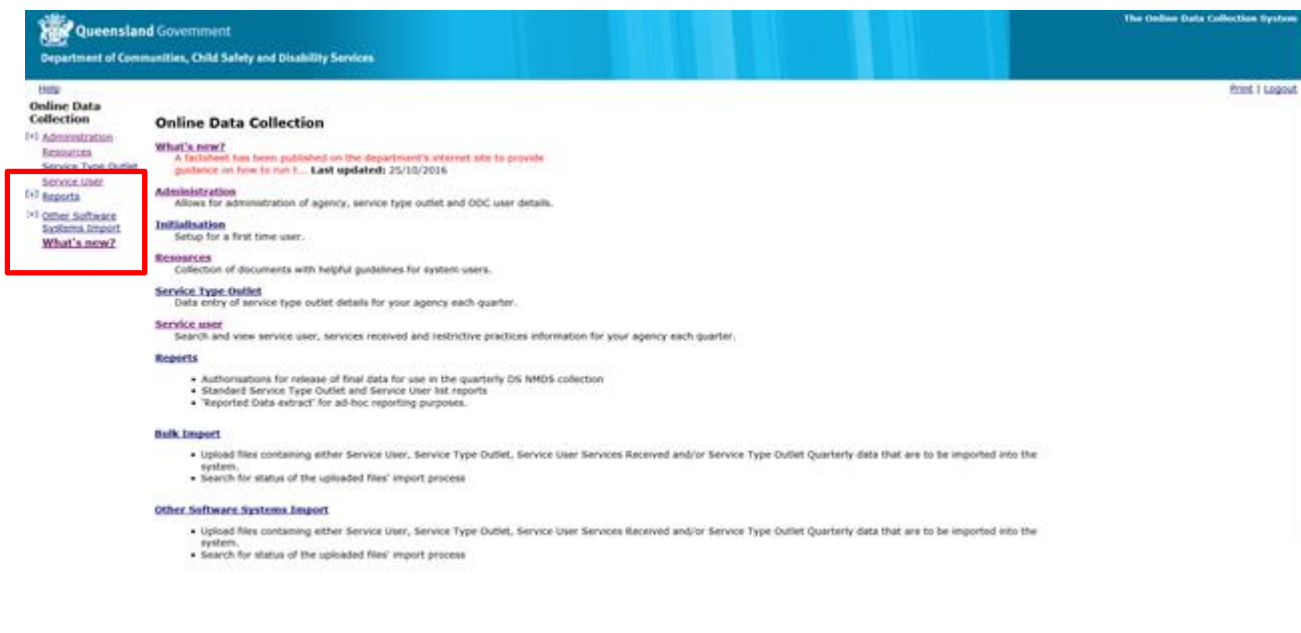 Queensland Government
The Online Data Collection System
Department of Communities, Child Safety and Disability Services
Help
Print | Logout
Online Data
Collection
[+] Administration
Resources
Service Type Outlet
Service User
[+] Reports
[+] Other Software
Systems Import
What's new?
Online Data Collection
What's new?
A factsheet has been published on the department's internet site to provide
guidance on how to run t... Last updated: 25/10/2016
Administration
Allows for administration of agency, service type outlet and ODC user details.
Initialisation
Setup for a first time user.
Resources
Collection of documents with helpful guidelines for system users.
Service Type Outlet
Data entry of service type outlet details for your agency each quarter.
Service user
Search and view service user, services received and restrictive practices information for your agency each quarter.
Reports
• Authorisations for release of final data for use in the quarterly DS NMDS collection
• Standard Service Type Outlet and Service User list reports
• 'Reported Data extract' for ad-hoc reporting purposes.
Bulk Import
• Upload files containing either Service User, Service Type Outlet, Service User Services Received and/or Service Type Outlet Quarterly data that are to be imported into the
system.
• Search for status of the uploaded files' import process
Other Software Systems Import
• Upload files containing either Service User, Service Type Outlet, Service User Services Received and/or Service Type Outlet Quarterly data that are to be imported into the
system.
• Search for status of the uploaded files' import process